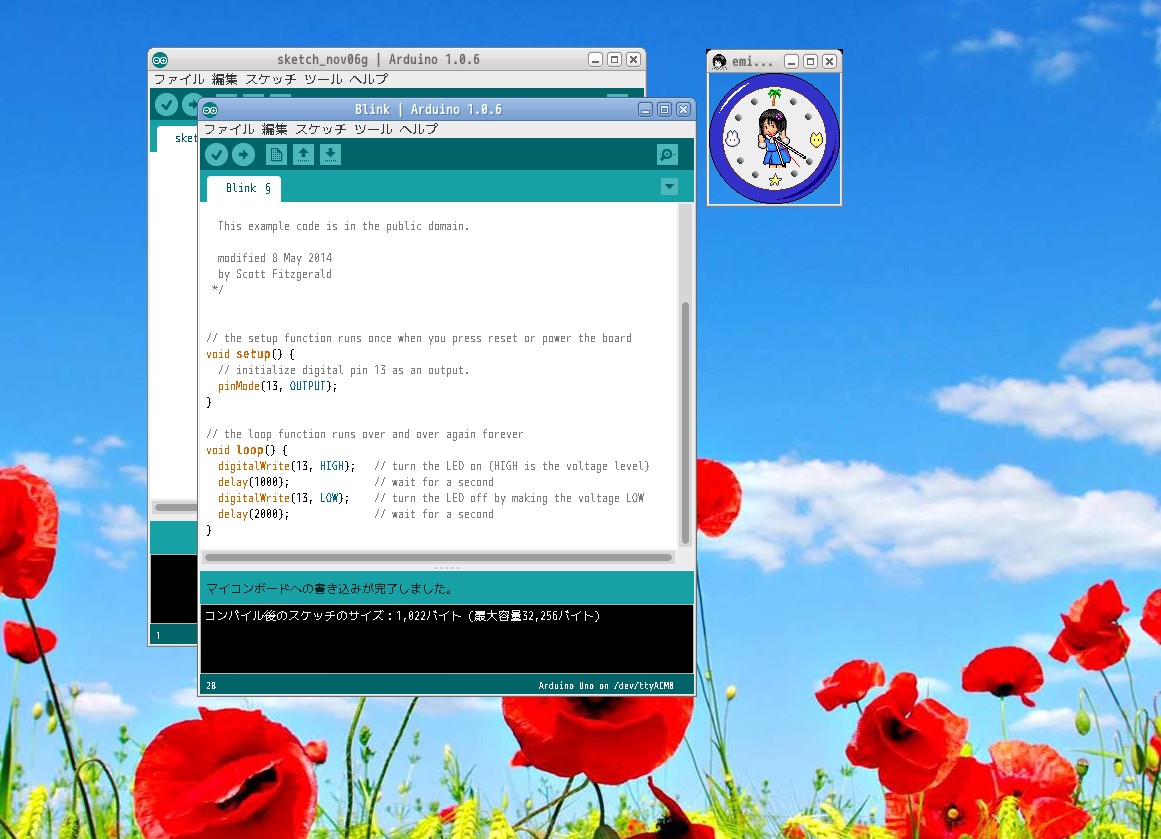 sketch_nov06g | Arduino 1.0.6
ファイル 編集 スケッチ ツール ヘルプ
sket
1
Blink | Arduino 1.0.6
ファイル 編集 スケッチ ツール ヘルプ
Blink §
This example code is in the public domain.
modified 8 May 2014
by Scott Fitzgerald
*/
// the setup function runs once when you press reset or power the board
void setup() {
// initialize digital pin 13 as an output.
pinMode(13, OUTPUT);
}
// the loop function runs over and over again forever
void loop() {
digitalWrite(13, HIGH);   // turn the LED on (HIGH is the voltage level)
delay(1000);              // wait for a second
digitalWrite(13, LOW);    // turn the LED off by making the voltage LOW
delay(2000);              // wait for a second
}
マイコンボードへの書き込みが完了しました。
コンパイル後のスケッチのサイズ：1,022バイト（最大容量32,256バイト）
28
Arduino Uno on /dev/ttyACM0
emi...